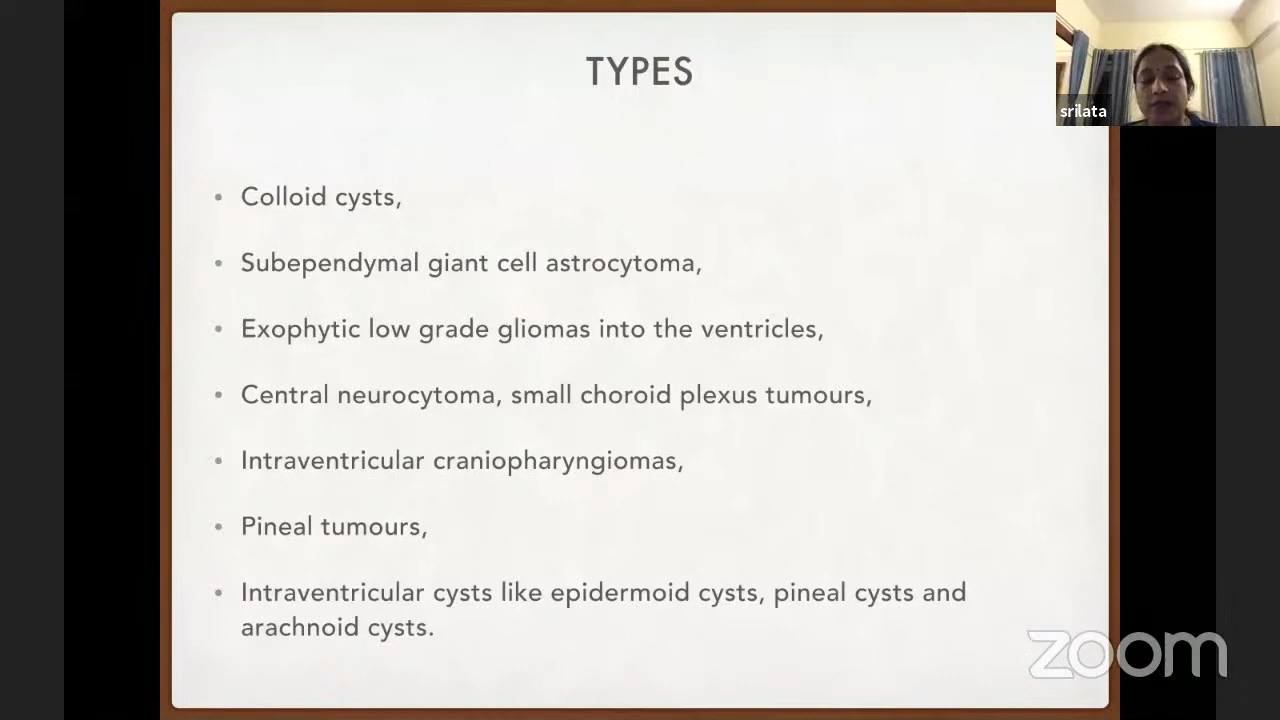 TYPES
srilata
• Colloid cysts,
• Subependymal giant cell astrocytoma,
• Exophytic low grade gliomas into the ventricles,
• Central neurocytoma, small choroid plexus tumours,
• Intraventricular craniopharyngiomas,
• Pineal tumours,
• Intraventricular cysts like epidermoid cysts, pineal cysts and
arachnoid cysts.
zoom